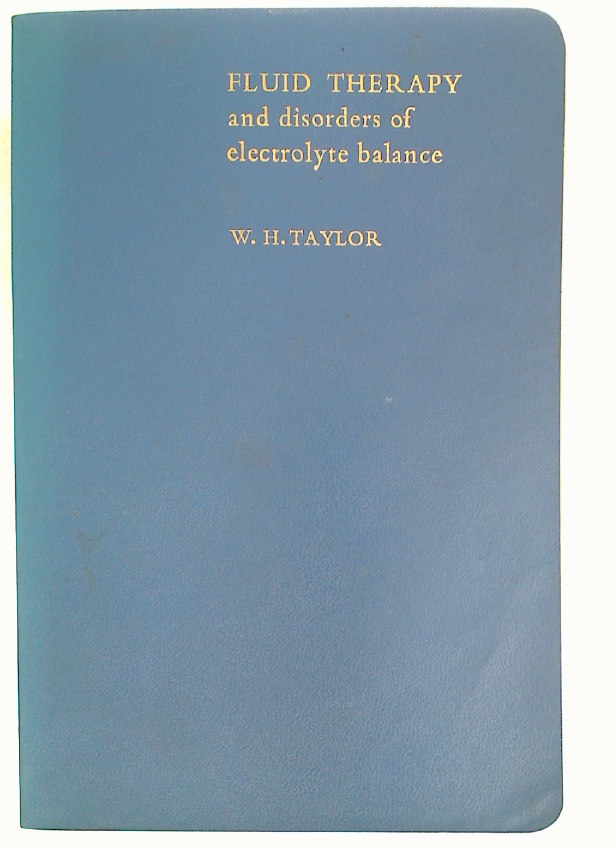 FLUID THERAPY
and disorders of
electrolyte balance
W. H. TAYLOR